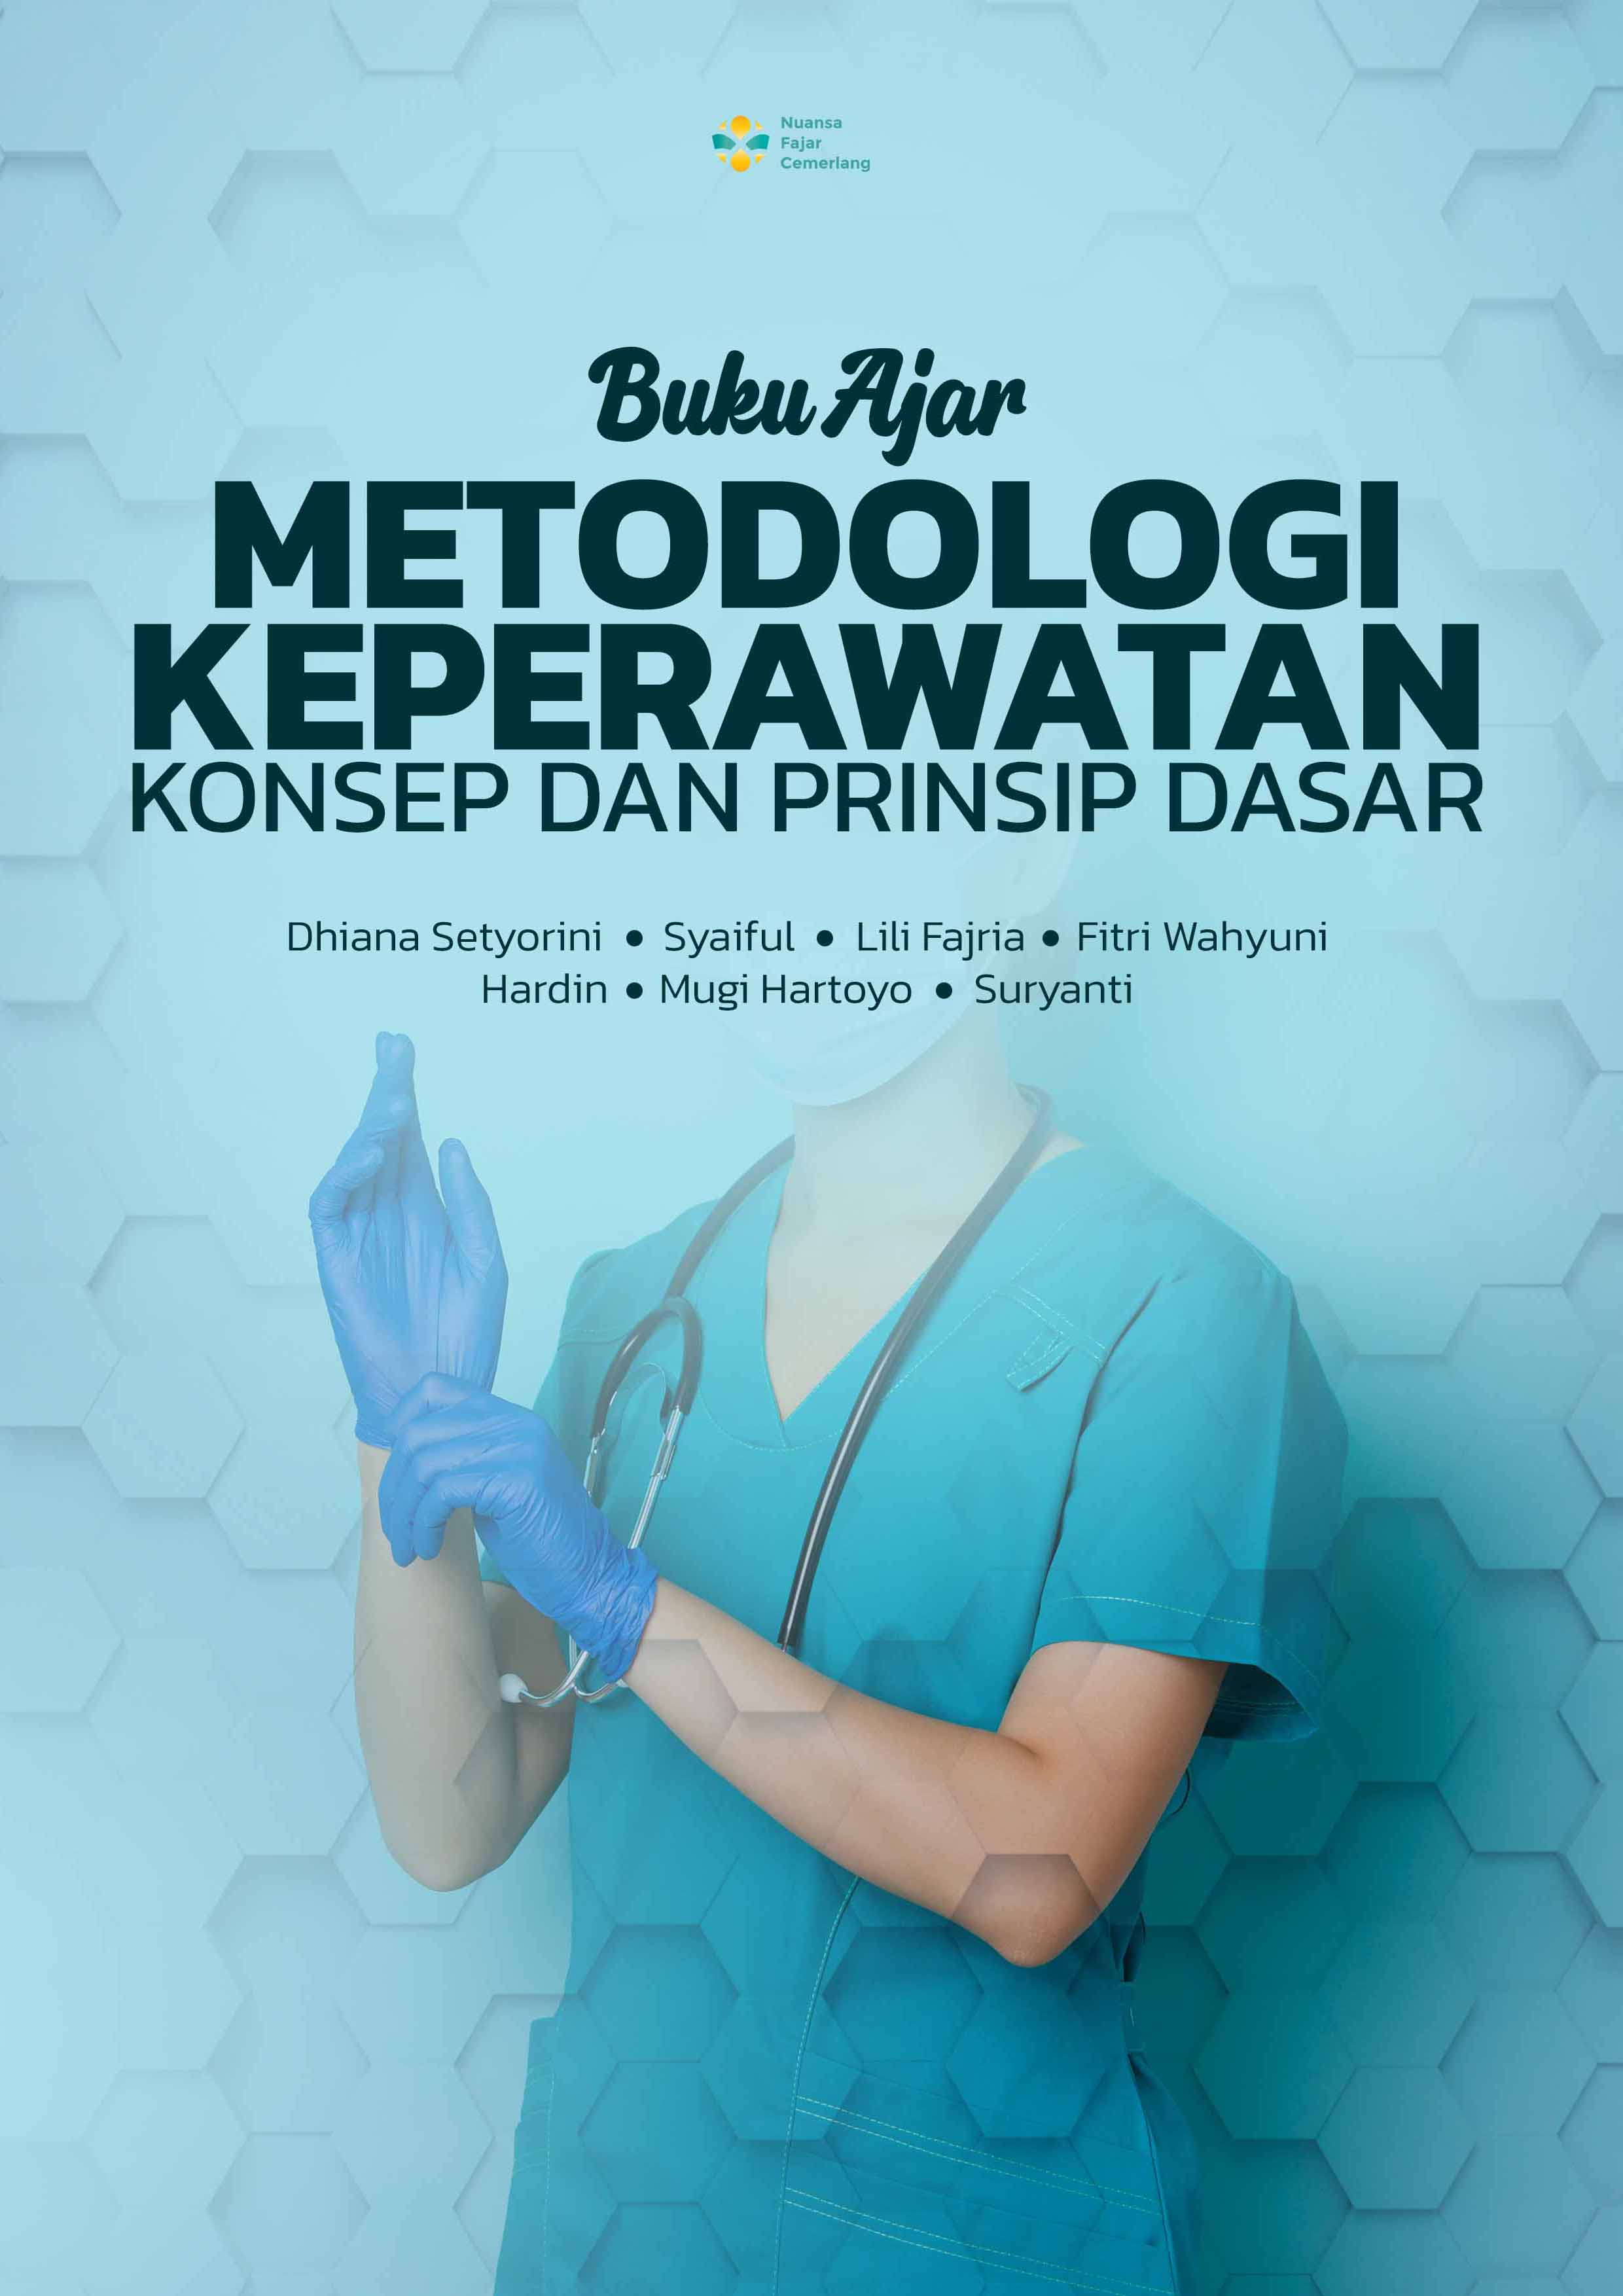 Nuansa
Fajar
Cemerlang
Buku Ajar
METODOLOGI
KEPERAWATAN
KONSEP DAN PRINSIP DASAR
Dhiana Setyorini • Syaiful • Lili Fajria • Fitri Wahyuni
Hardin • Mugi Hartoyo • Suryanti